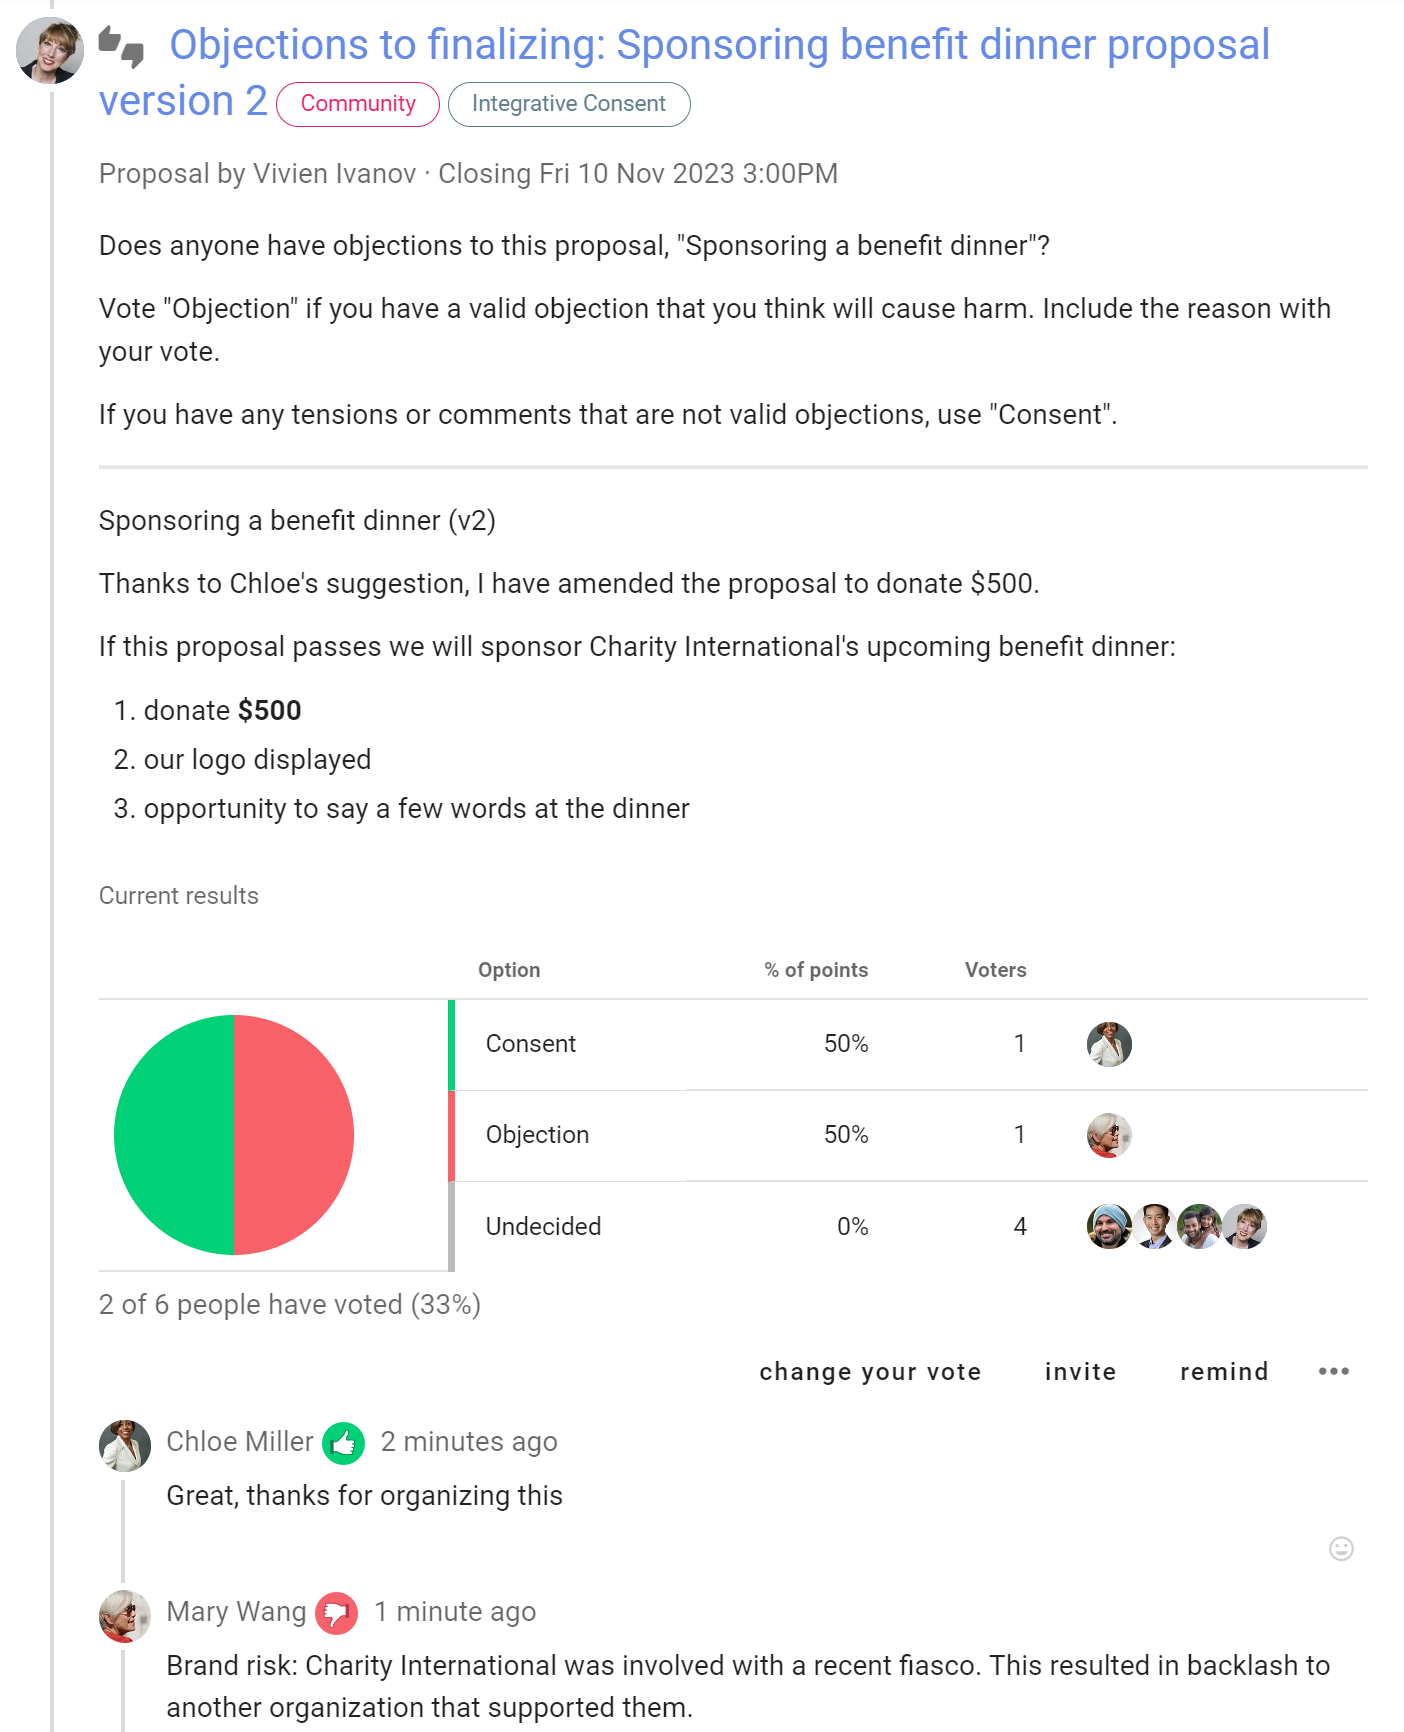 Objections to finalizing: Sponsoring benefit dinner proposal
version 2 Community Integrative Consent
Proposal by Vivien Ivanov · Closing Fri 10 Nov 2023 3:00PM
Does anyone have objections to this proposal, "Sponsoring a benefit dinner"?
Vote "Objection" if you have a valid objection that you think will cause harm. Include the reason with
your vote.
If you have any tensions or comments that are not valid objections, use "Consent".
Sponsoring a benefit dinner (v2)
Thanks to Chloe's suggestion, I have amended the proposal to donate $500.
If this proposal passes we will sponsor Charity International's upcoming benefit dinner:
1. donate $500
2. our logo displayed
3. opportunity to say a few words at the dinner
Current results
Option % of points Voters
Consent 50% 1
Objection 50% 1
Undecided 0% 4
2 of 6 people have voted (33%)
change your vote invite remind
Chloe Miller 2 minutes ago
Great, thanks for organizing this
Mary Wang 1 minute ago
Brand risk: Charity International was involved with a recent fiasco. This resulted in backlash to
another organization that supported them.